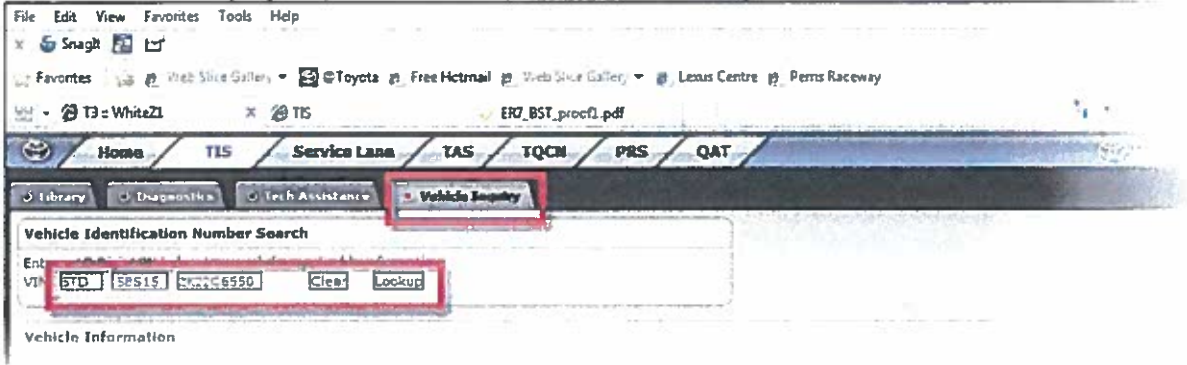 File Edit View Favorites Tools Help
x SnagIt
Favorites Web Slice Gallery @Toyota Free Hotmail Web Slice Gallery Lexus Centre Perris Raceway
T3 :: WhiteZ1 x TIS ER7_BST_proof1.pdf
Home TIS Service Lane TAS TQCN PRS QAT
Library Diagnostics Tech Assistance Vehicle Inquiry
Vehicle Identification Number Search
VIN 5TD Clear Lookup
Vehicle Information